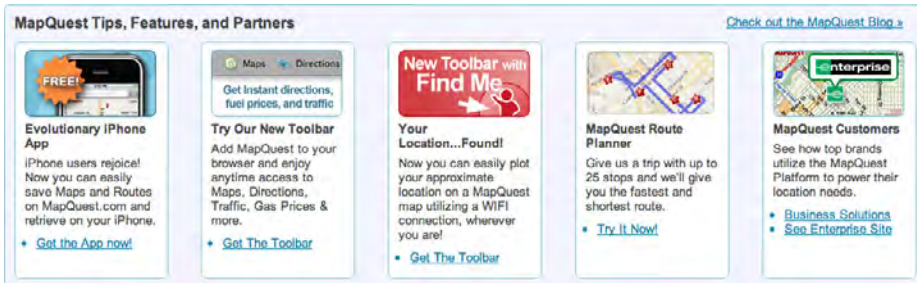 MapQuest Tips, Features, and Partners
Check out the MapQuest Blog »
FREE!
Evolutionary iPhone
App
iPhone users rejoice!
Now you can easily
save Maps and Routes
on MapQuest.com and
retrieve on your iPhone.
Get the App now!
Maps Directions
Get Instant directions,
fuel prices, and traffic
Try Our New Toolbar
Add MapQuest to your
browser and enjoy
anytime access to
Maps, Directions,
Traffic, Gas Prices &
more.
Get The Toolbar
New Toolbar with
Find Me
Your
Location...Found!
Now you can easily plot
your approximate
location on a MapQuest
map utilizing a WIFI
connection, wherever
you are!
Get The Toolbar
MapQuest Route
Planner
Give us a trip with up to
25 stops and we'll give
you the fastest and
shortest route.
Try It Now!
enterprise
MapQuest Customers
See how top brands
utilize the MapQuest
Platform to power their
location needs.
Business Solutions
See Enterprise Site